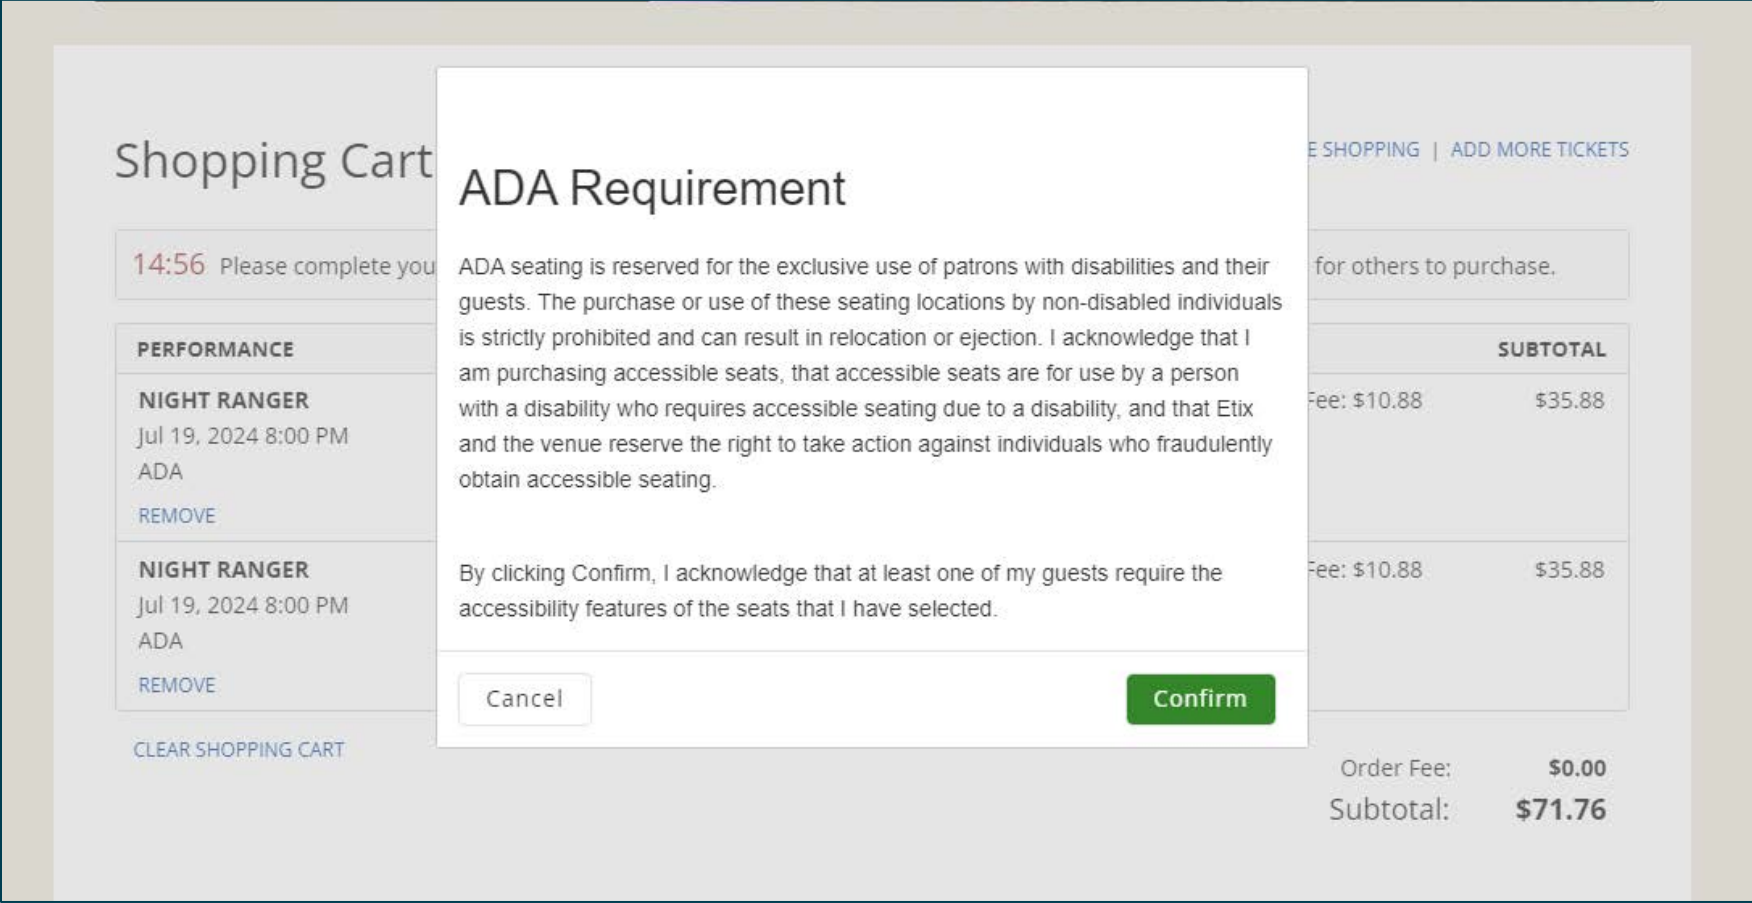 Shopping Cart
SHOPPING | ADD MORE TICKETS
14:56 Please complete
for others to purchase.
PERFORMANCE
SUBTOTAL
NIGHT RANGER
Jul 19, 2024 8:00 PM
ADA
REMOVE
Fee: $10.88 $35.88
NIGHT RANGER
Jul 19, 2024 8:00 PM
ADA
REMOVE
Fee: $10.88 $35.88
CLEAR SHOPPING CART
Order Fee: $0.00
Subtotal: $71.76
ADA Requirement
ADA seating is reserved for the exclusive use of patrons with disabilities and their
guests. The purchase or use of these seating locations by non-disabled individuals
is strictly prohibited and can result in relocation or ejection. I acknowledge that I
am purchasing accessible seats, that accessible seats are for use by a person
with a disability who requires accessible seating due to a disability, and that Etix
and the venue reserve the right to take action against individuals who fraudulently
obtain accessible seating.
By clicking Confirm, I acknowledge that at least one of my guests require the
accessibility features of the seats that I have selected.
Cancel
Confirm